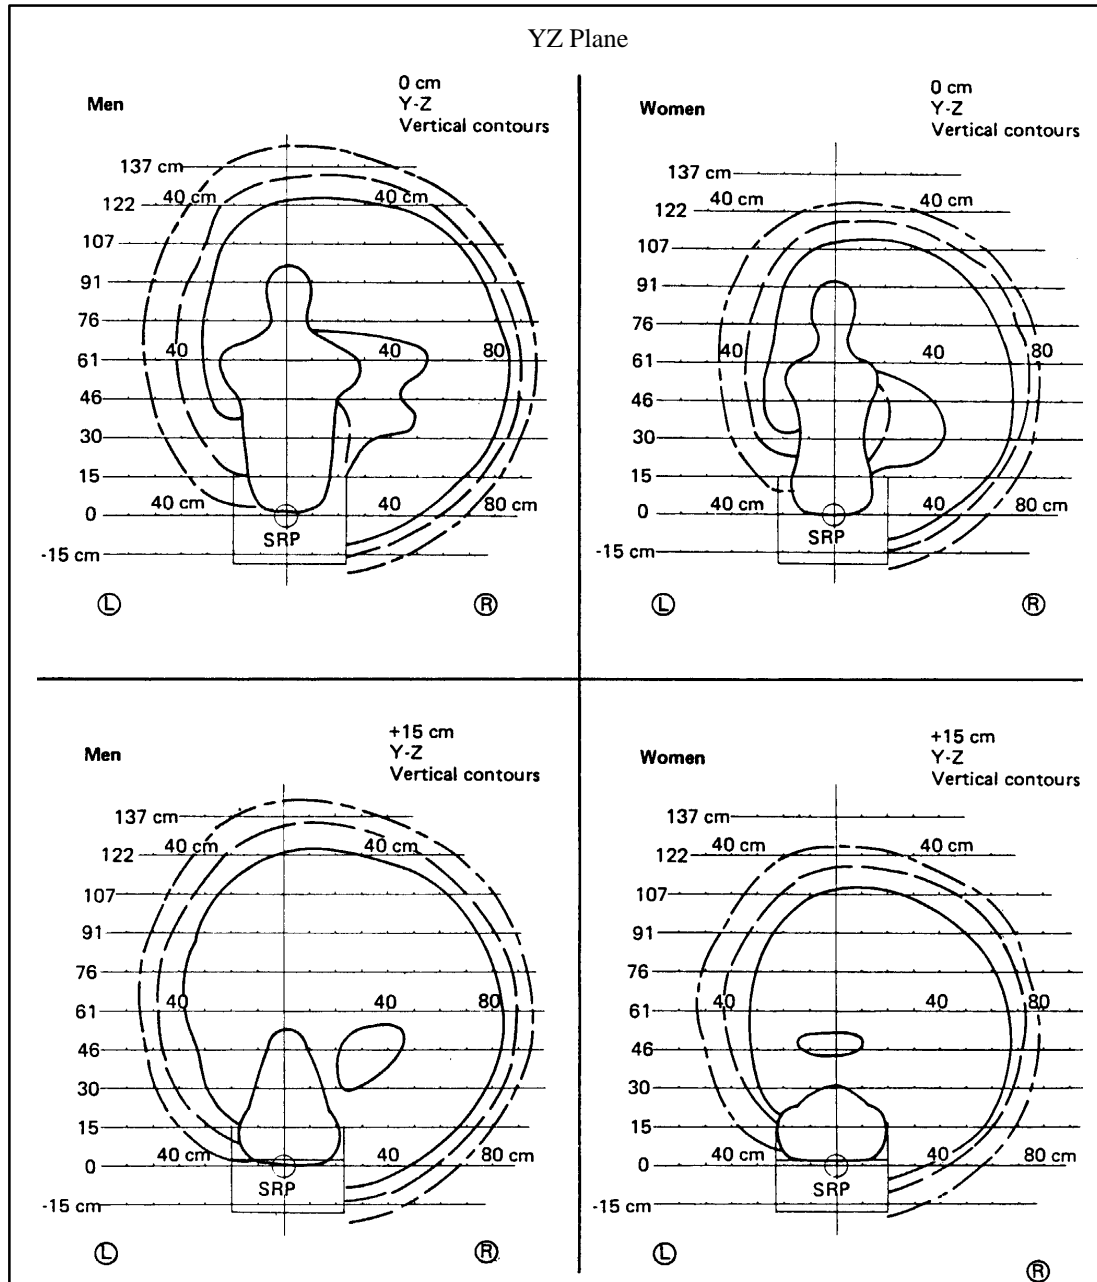 YZ Plane
Men
0 cm
Y-Z
Vertical contours
137 cm
40 cm 40 cm
122
107
91
76
40 40 80
61
46
30
15
40 cm 40 80 cm
0
SRP
-15 cm
L R
Women
0 cm
Y-Z
Vertical contours
137 cm
40 cm 40 cm
122
107
91
76
40 40 80
61
46
30
15
40 cm 40 80 cm
0
SRP
-15 cm
L R
Men
+15 cm
Y-Z
Vertical contours
137 cm
40 cm 40 cm
122
107
91
76
40 40 80
61
46
30
15
40 cm 40 80 cm
0
SRP
-15 cm
L R
Women
+15 cm
Y-Z
Vertical contours
137 cm
40 cm 40 cm
122
107
91
76
40 40 80
61
46
30
15
40 cm 40 80 cm
0
SRP
-15 cm
L R